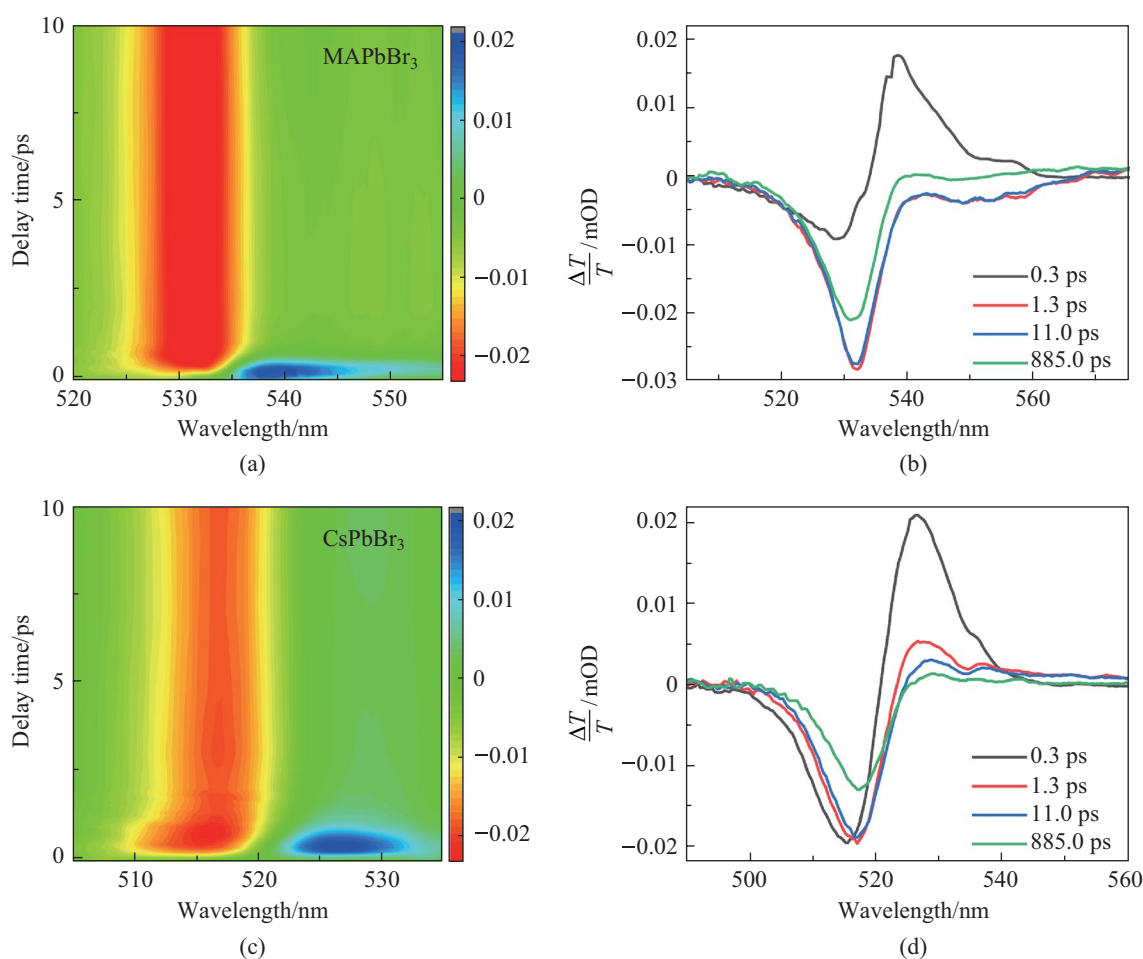 10
5
0
Delay time/ps
MAPbBr₃
520 530 540 550
Wavelength/nm
0.02
0.01
0
−0.01
−0.02
(a)
0.02
0.01
0
−0.01
−0.02
−0.03
ΔT/T /mOD
0.3 ps
1.3 ps
11.0 ps
885.0 ps
520 540 560
Wavelength/nm
(b)
10
5
0
Delay time/ps
CsPbBr₃
510 520 530
Wavelength/nm
0.02
0.01
0
−0.01
−0.02
(c)
0.02
0.01
0
−0.01
−0.02
ΔT/T /mOD
0.3 ps
1.3 ps
11.0 ps
885.0 ps
500 520 540 560
Wavelength/nm
(d)